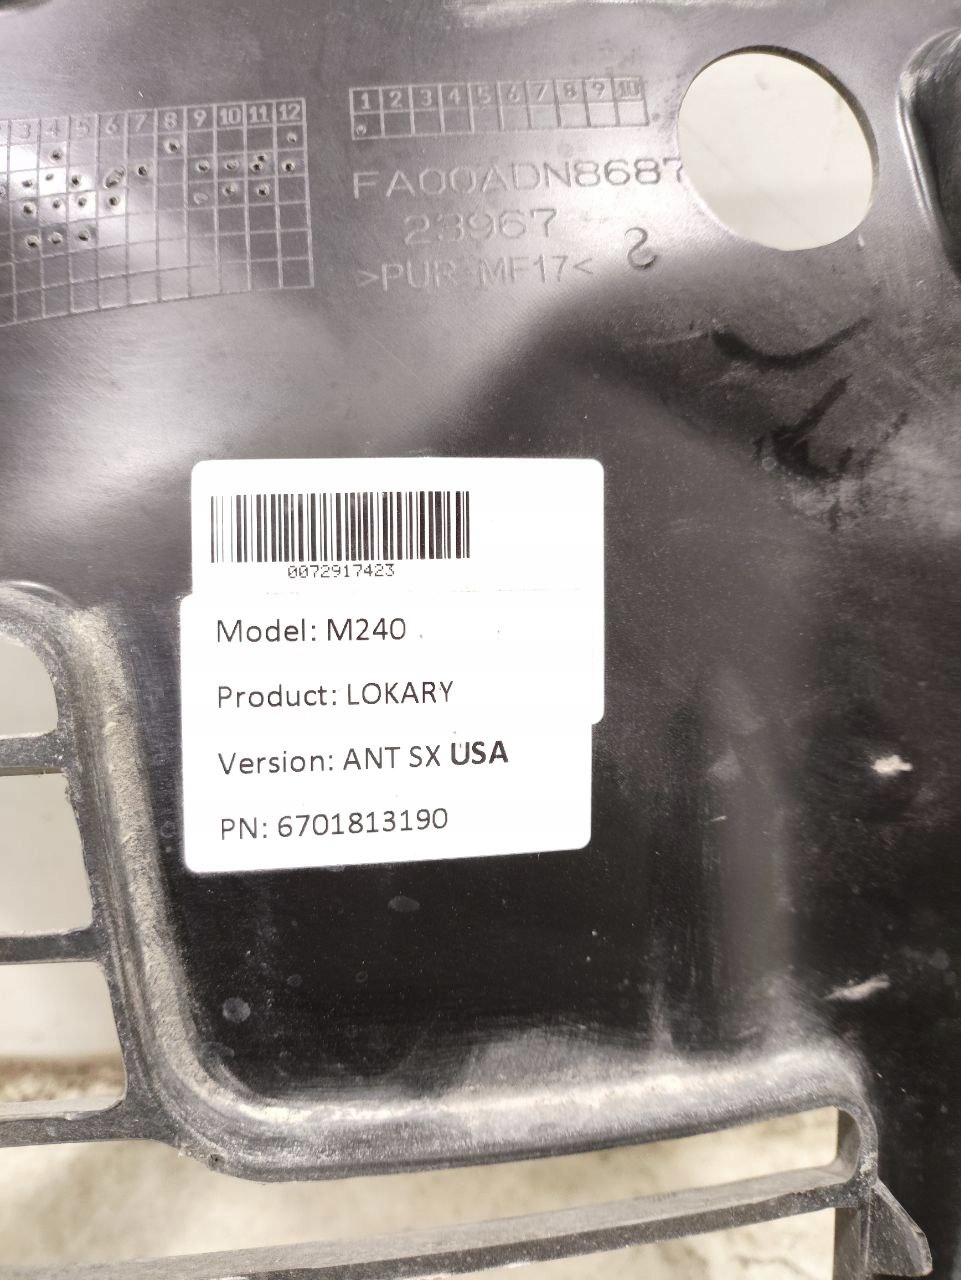 1 2 3 4 5 6 7 8 9 10
3 4 5 6 7 8 9 10 11 12
FA00ADN8687
23967
>PUR-MF17<
2
0072917423
Model: M240
Product: LOKARY
Version: ANT SX USA
PN: 6701813190